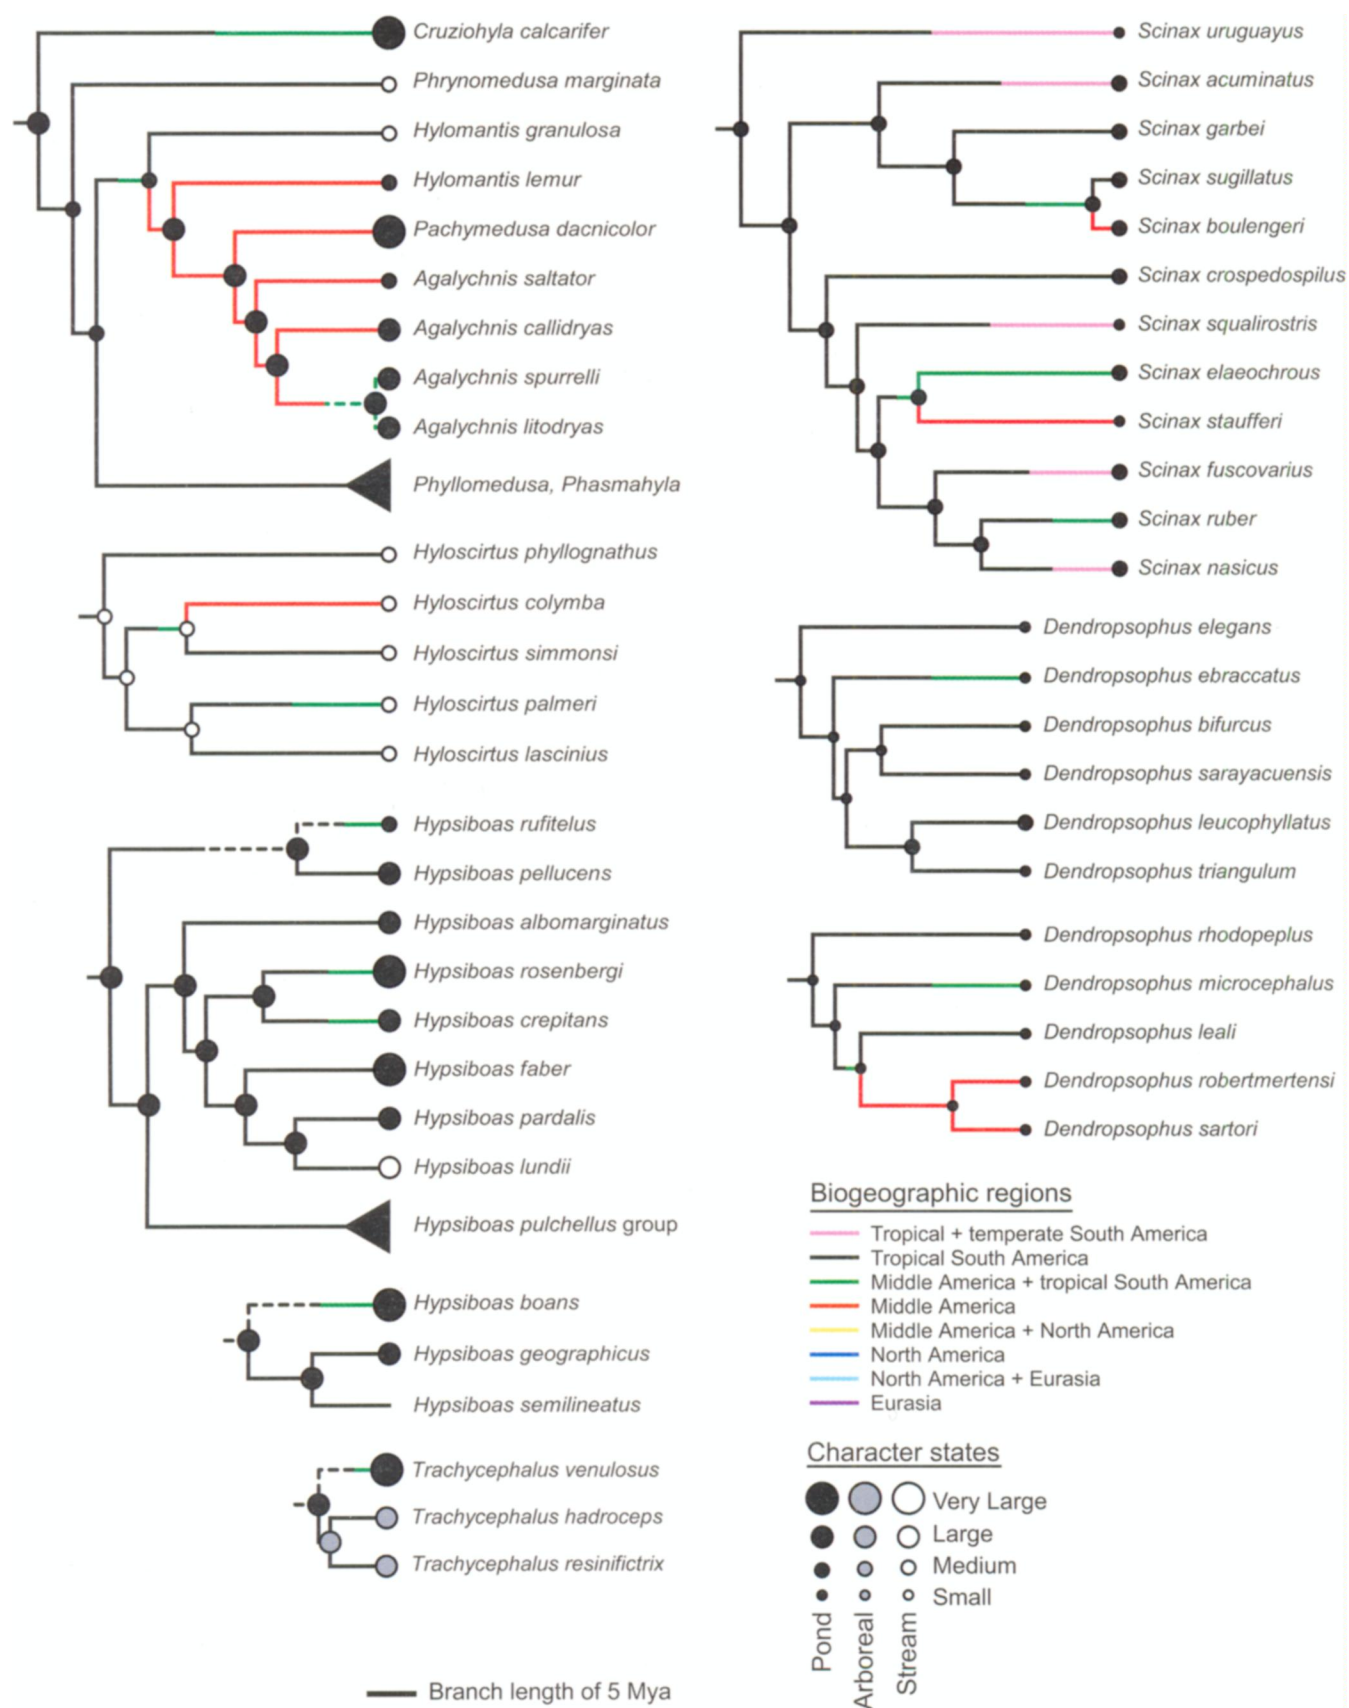 Cruziohyla calcarifer
Phrynomedusa marginata
Hylomantis granulosa
Hylomantis lemur
Pachymedusa dacnicolor
Agalychnis saltator
Agalychnis callidryas
Agalychnis spurrelli
Agalychnis litodryas
Phyllomedusa, Phasmahyla
Hyloscirtus phyllognathus
Hyloscirtus colymba
Hyloscirtus simmonsi
Hyloscirtus palmeri
Hyloscirtus lascinius
Hypsiboas rufitelus
Hypsiboas pellucens
Hypsiboas albomarginatus
Hypsiboas rosenbergi
Hypsiboas crepitans
Hypsiboas faber
Hypsiboas pardalis
Hypsiboas lundii
Hypsiboas pulchellus group
Hypsiboas boans
Hypsiboas geographicus
Hypsiboas semilineatus
Trachycephalus venulosus
Trachycephalus hadroceps
Trachycephalus resinifictrix
Branch length of 5 Mya
Scinax uruguayus
Scinax acuminatus
Scinax garbei
Scinax sugillatus
Scinax boulengeri
Scinax crospedospilus
Scinax squalirostris
Scinax elaeochrous
Scinax staufferi
Scinax fuscovarius
Scinax ruber
Scinax nasicus
Dendropsophus elegans
Dendropsophus ebraccatus
Dendropsophus bifurcus
Dendropsophus sarayacuensis
Dendropsophus leucophyllatus
Dendropsophus triangulum
Dendropsophus rhodopeplus
Dendropsophus microcephalus
Dendropsophus leali
Dendropsophus robertmertensi
Dendropsophus sartori
Biogeographic regions
Tropical + temperate South America
Tropical South America
Middle America + tropical South America
Middle America
Middle America + North America
North America
North America + Eurasia
Eurasia
Character states
Very Large
Large
Medium
Small
Pond
Arboreal
Stream